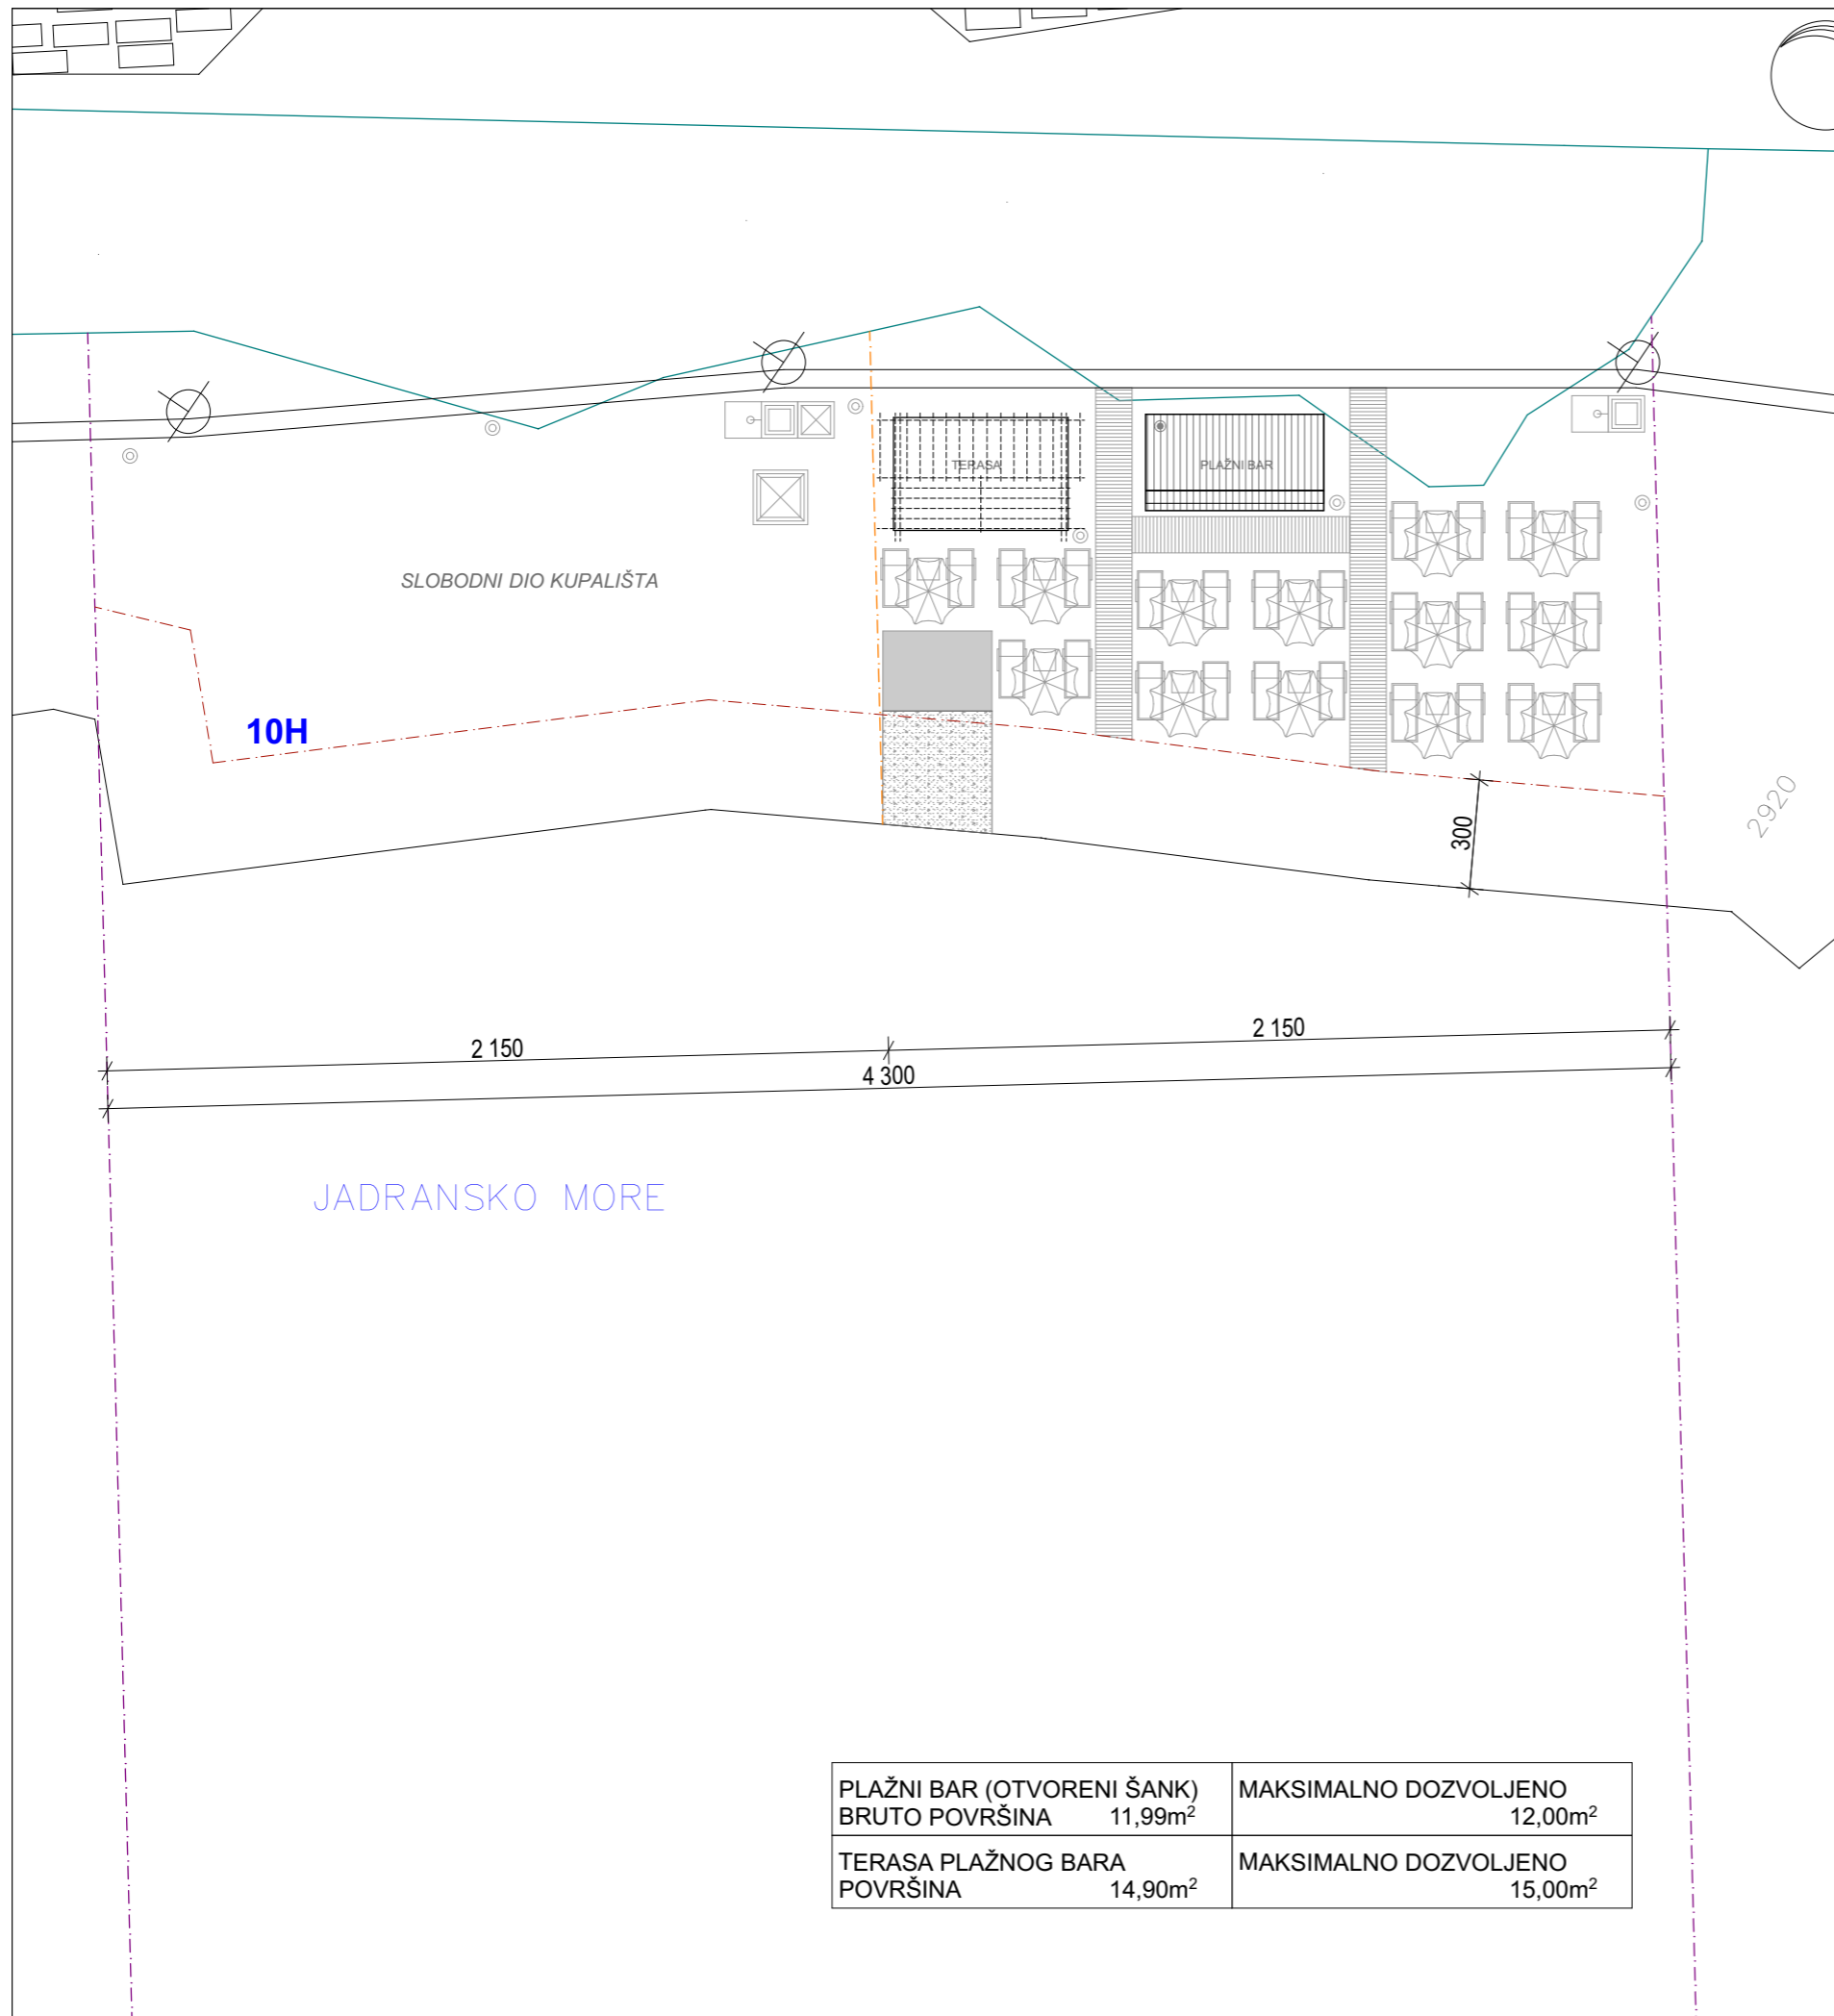 TERASA
PLAŽNI BAR
SLOBODNI DIO KUPALIŠTA
10H
300
2920
2 150
2 150
4 300
JADRANSKO MORE
PLAŽNI BAR (OTVORENI ŠANK)
BRUTO POVRŠINA 11,99m²
MAKSIMALNO DOZVOLJENO
12,00m²
TERASA PLAŽNOG BARA
POVRŠINA 14,90m²
MAKSIMALNO DOZVOLJENO
15,00m²